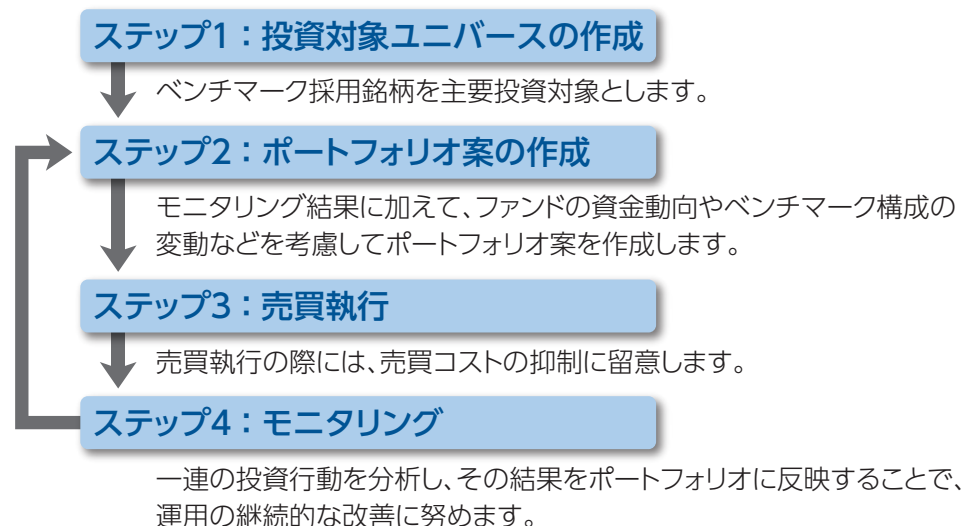 ステップ1：投資対象ユニバースの作成
ベンチマーク採用銘柄を主要投資対象とします。
ステップ2：ポートフォリオ案の作成
モニタリング結果に加えて、ファンドの資金動向やベンチマーク構成の
変動などを考慮してポートフォリオ案を作成します。
ステップ3：売買執行
売買執行の際には、売買コストの抑制に留意します。
ステップ4：モニタリング
一連の投資行動を分析し、その結果をポートフォリオに反映することで、
運用の継続的な改善に努めます。